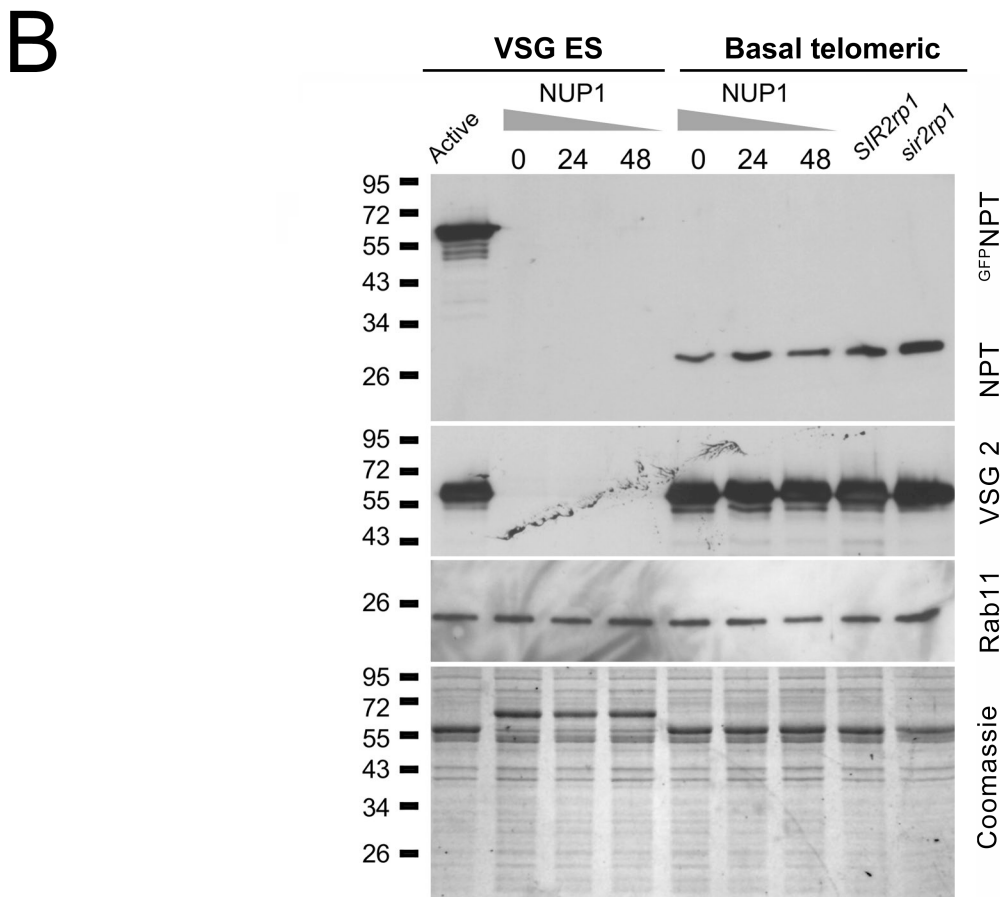 B
VSG ES
Basal telomeric
NUP1
NUP1
Active
0
24
48
0
24
48
SIR2rp1
sir2rp1
95
72
55
43
34
26
GFPNPT
NPT
95
72
55
43
VSG 2
26
Rab11
95
72
55
43
34
26
Coomassie